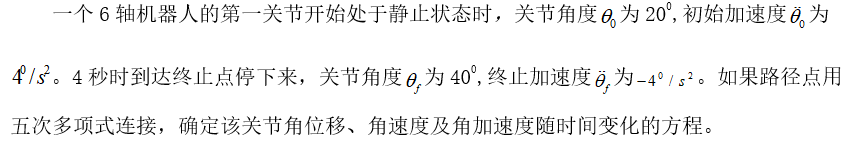 一个 6 轴机器人的第一关节开始处于静止状态时，关节角度 θ₀ 为 20⁰,初始加速度 θ̈₀ 为
4⁰/s²。4 秒时到达终止点停下来，关节角度 θ_f 为 40⁰,终止加速度 θ̈_f 为 −4⁰/s²。如果路径点用
五次多项式连接，确定该关节角位移、角速度及角加速度随时间变化的方程。